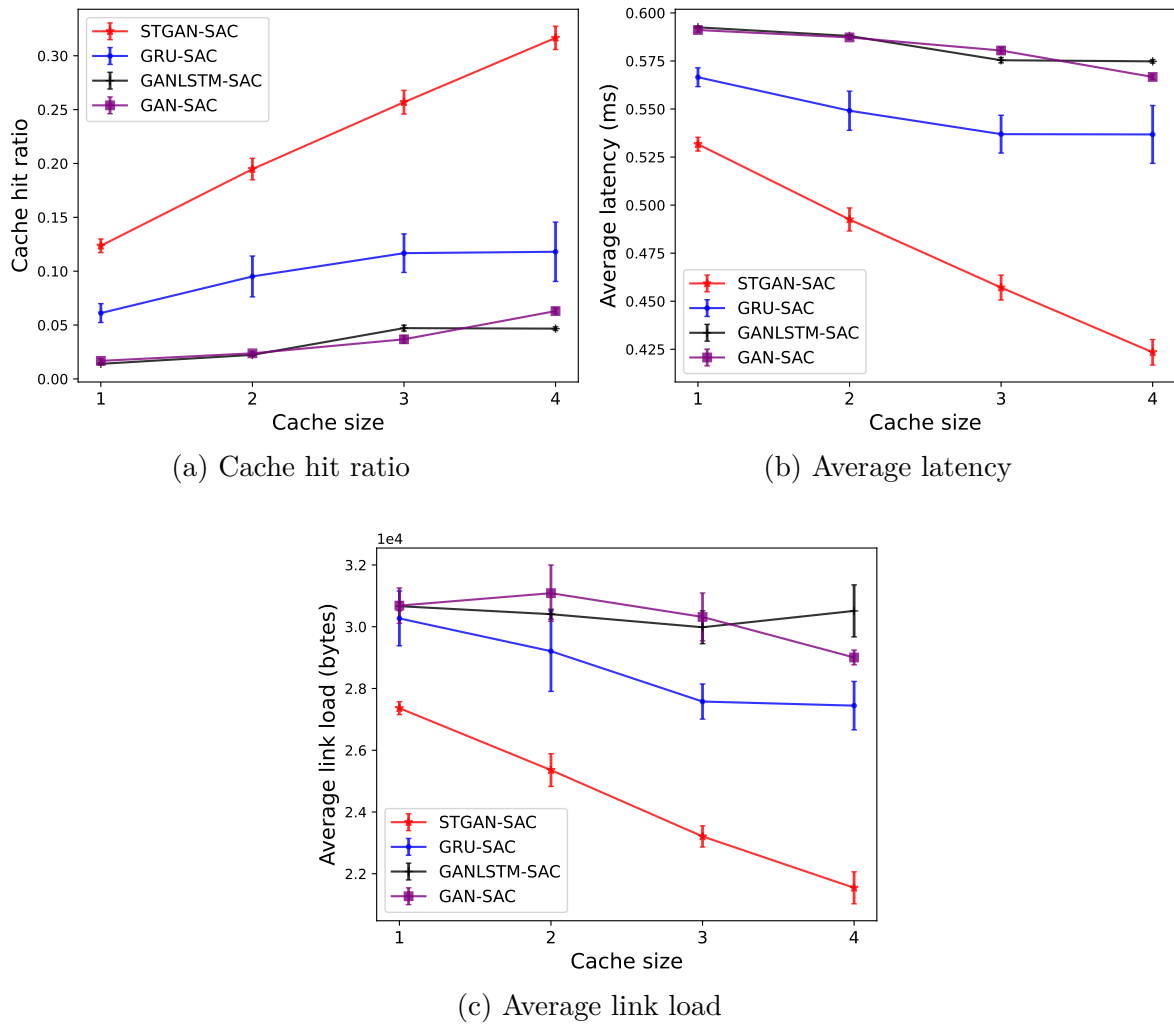 STGAN-SAC
GRU-SAC
GANLSTM-SAC
GAN-SAC
0.30
0.25
0.20
0.15
0.10
0.05
0.00
Cache hit ratio
1 2 3 4
Cache size
(a) Cache hit ratio
0.600
0.575
0.550
0.525
0.500
0.475
0.450
0.425
Average latency (ms)
STGAN-SAC
GRU-SAC
GANLSTM-SAC
GAN-SAC
1 2 3 4
Cache size
(b) Average latency
1e4
3.2
3.0
2.8
2.6
2.4
2.2
Average link load (bytes)
STGAN-SAC
GRU-SAC
GANLSTM-SAC
GAN-SAC
1 2 3 4
Cache size
(c) Average link load